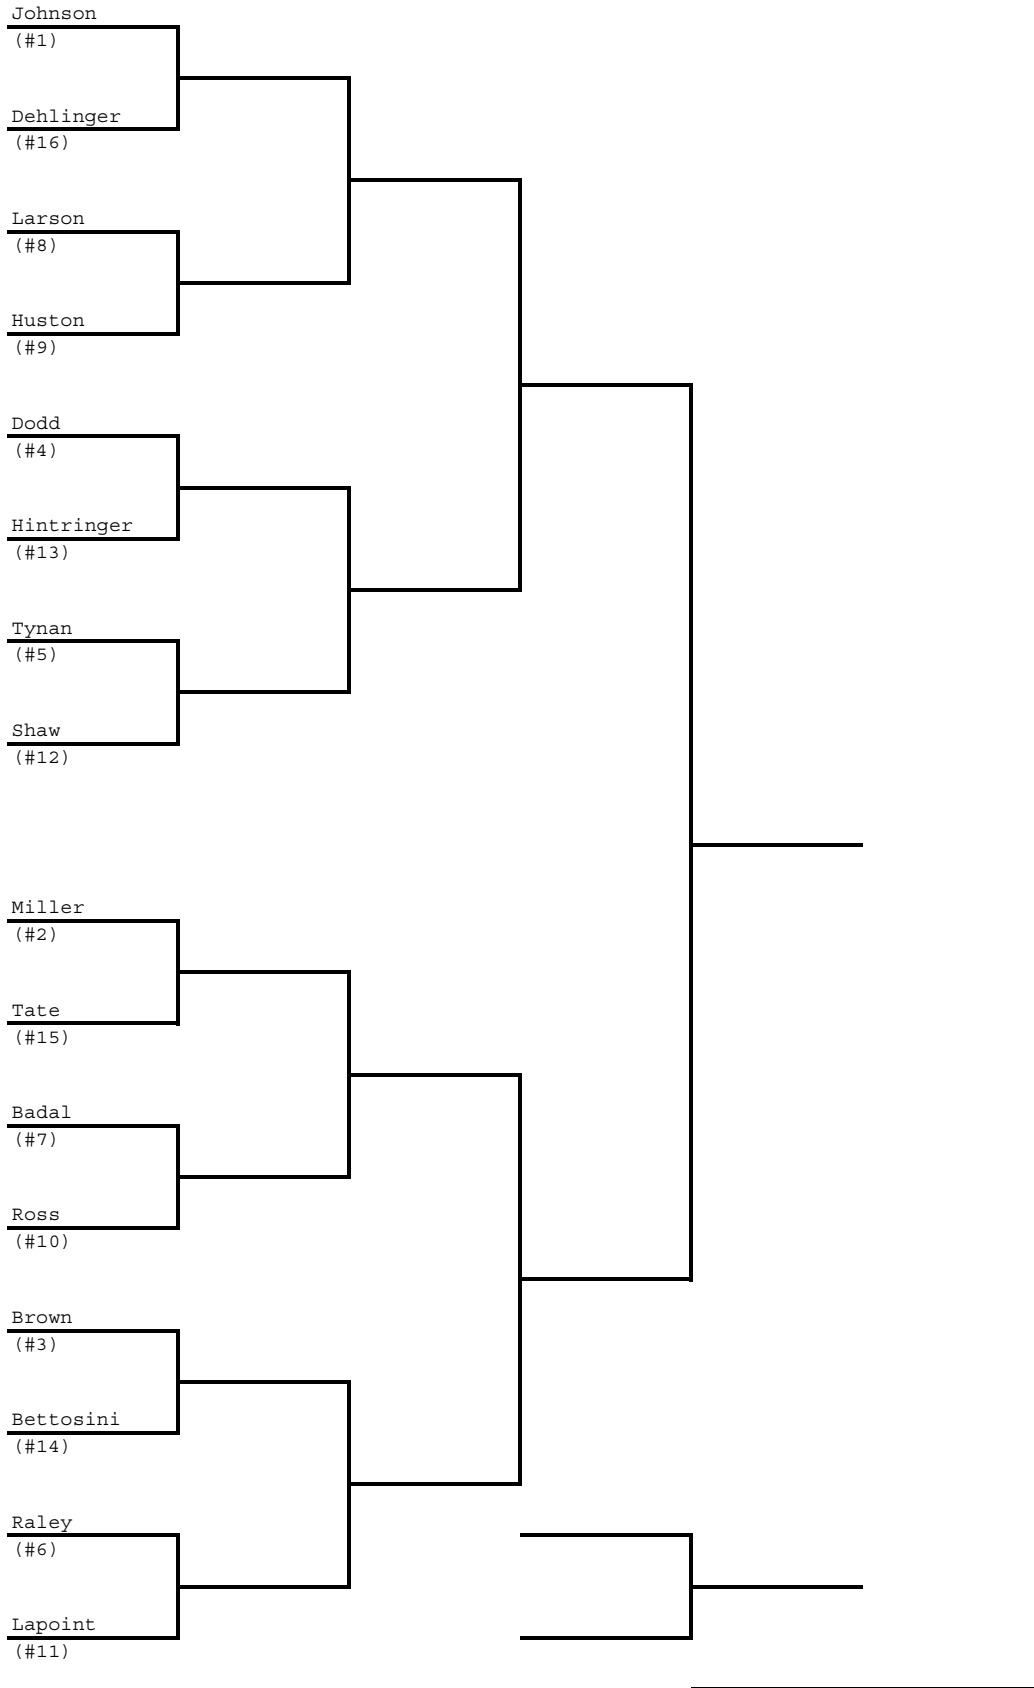 Johnson
(#1)
Dehlinger
(#16)
Larson
(#8)
Huston
(#9)
Dodd
(#4)
Hintringer
(#13)
Tynan
(#5)
Shaw
(#12)
Miller
(#2)
Tate
(#15)
Badal
(#7)
Ross
(#10)
Brown
(#3)
Bettosini
(#14)
Raley
(#6)
Lapoint
(#11)